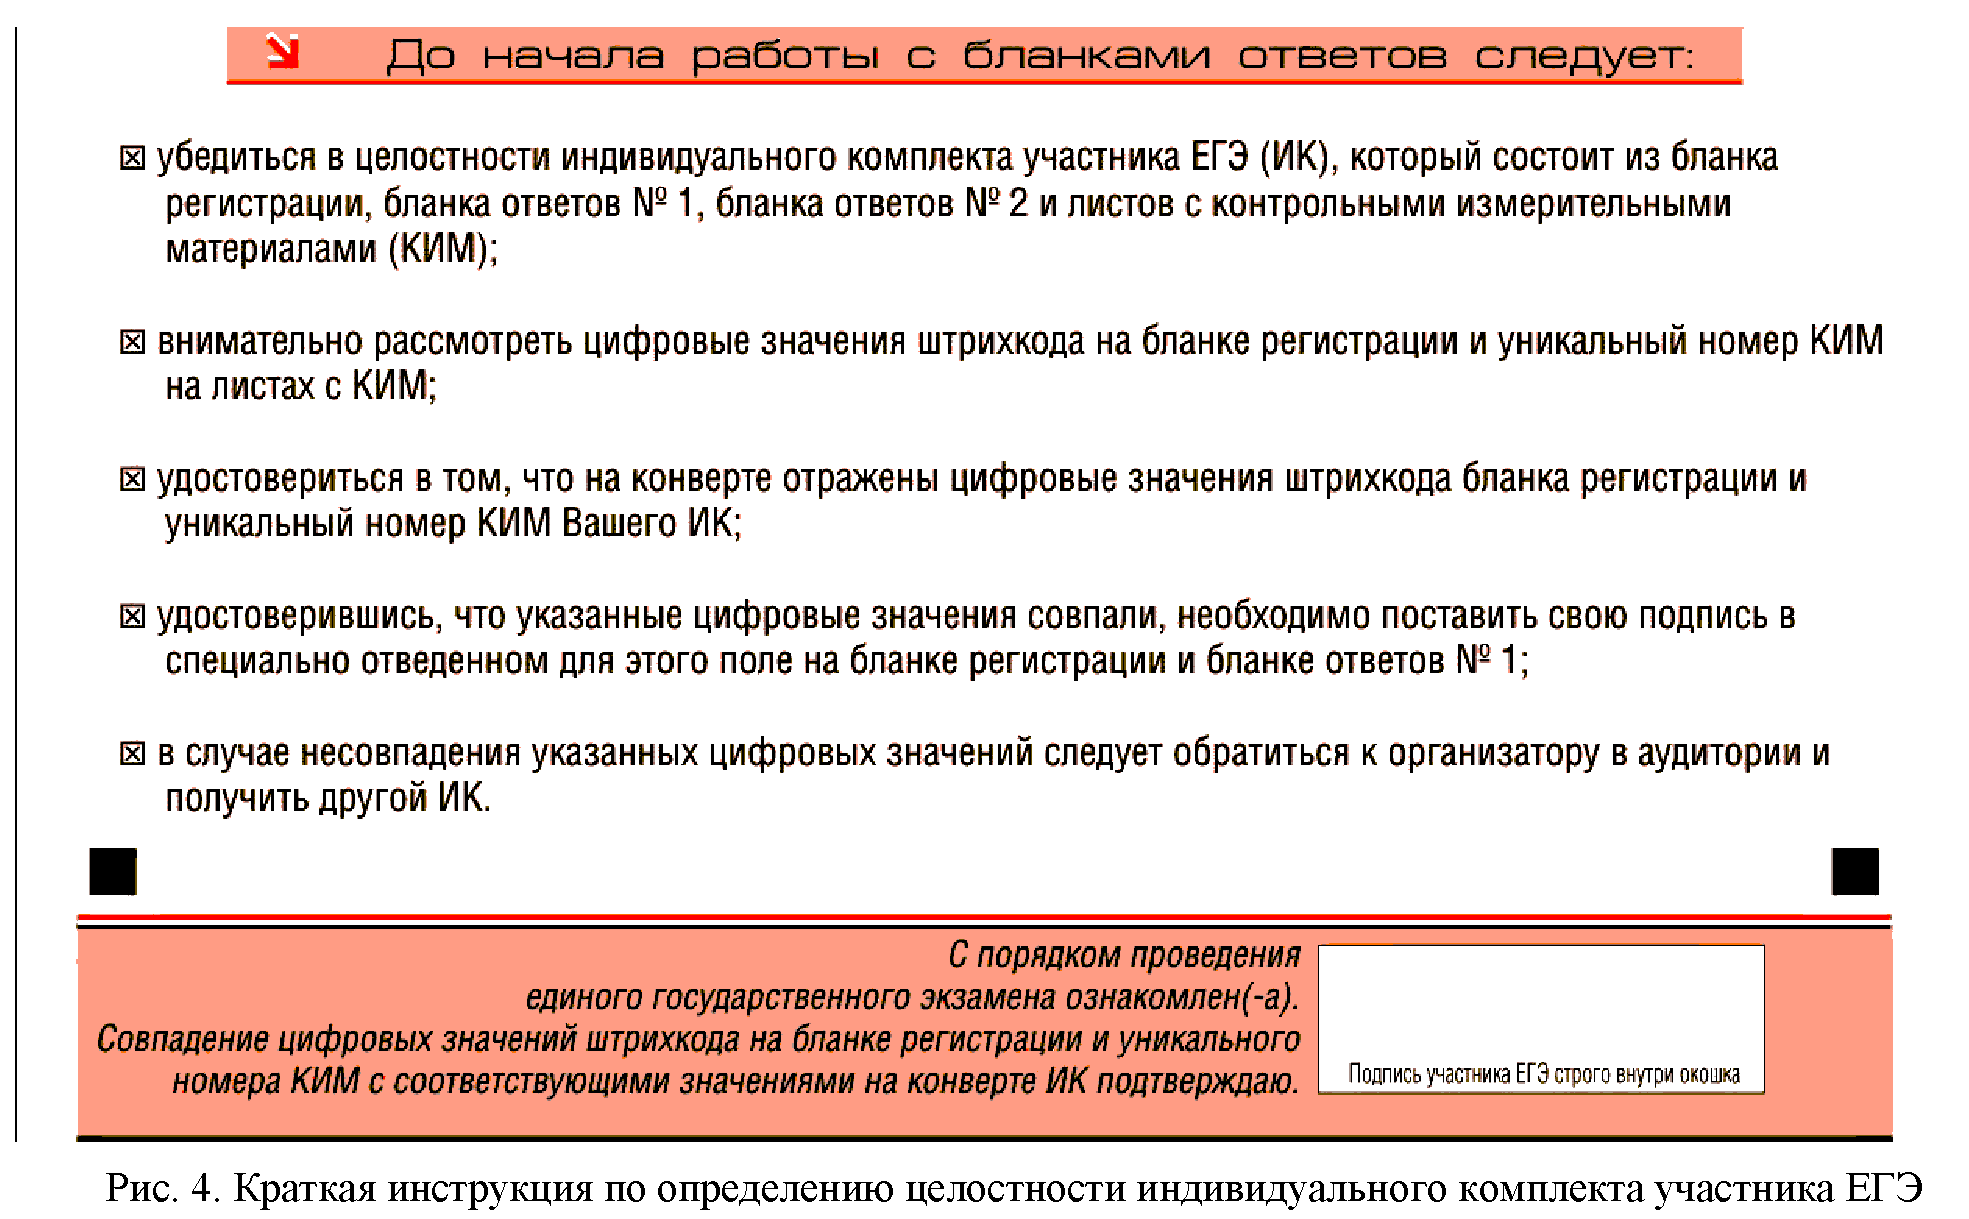 До начала работы с бланками ответов следует:
☒ убедиться в целостности индивидуального комплекта участника ЕГЭ (ИК), который состоит из бланка
регистрации, бланка ответов № 1, бланка ответов № 2 и листов с контрольными измерительными
материалами (КИМ);
☒ внимательно рассмотреть цифровые значения штрихкода на бланке регистрации и уникальный номер КИМ
на листах с КИМ;
☒ удостовериться в том, что на конверте отражены цифровые значения штрихкода бланка регистрации и
уникальный номер КИМ Вашего ИК;
☒ удостоверившись, что указанные цифровые значения совпали, необходимо поставить свою подпись в
специально отведенном для этого поле на бланке регистрации и бланке ответов № 1;
☒ в случае несовпадения указанных цифровых значений следует обратиться к организатору в аудитории и
получить другой ИК.
С порядком проведения
единого государственного экзамена ознакомлен(-а).
Совпадение цифровых значений штрихкода на бланке регистрации и уникального
номера КИМ с соответствующими значениями на конверте ИК подтверждаю.
Подпись участника ЕГЭ строго внутри окошка
Рис. 4. Краткая инструкция по определению целостности индивидуального комплекта участника ЕГЭ